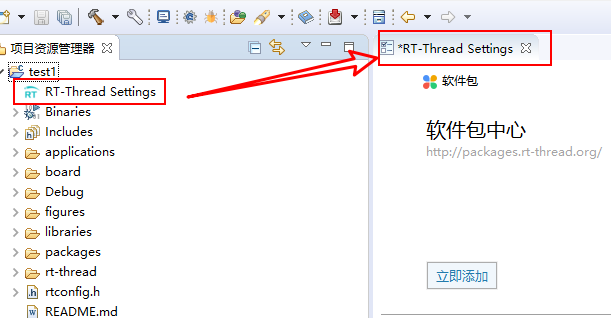 项目资源管理器
test1
RT-Thread Settings
Binaries
Includes
applications
board
Debug
figures
libraries
packages
rt-thread
rtconfig.h
README.md
*RT-Thread Settings
软件包
软件包中心
http://packages.rt-thread.org/
立即添加